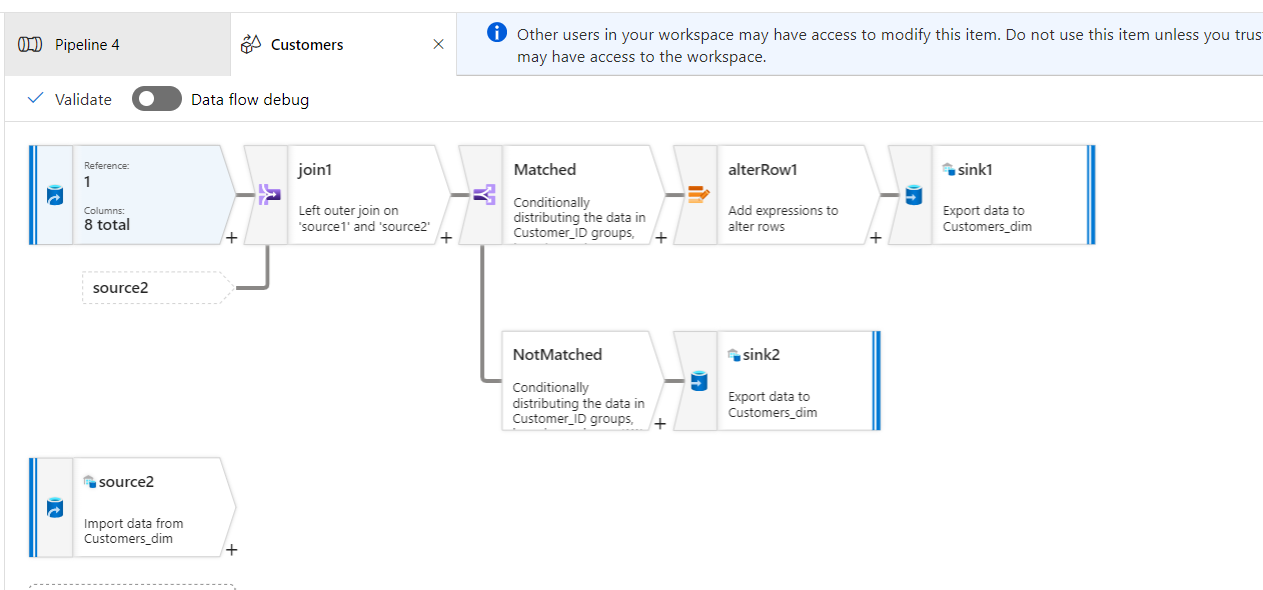 Pipeline 4
Customers
Other users in your workspace may have access to modify this item. Do not use this item unless you trus
may have access to the workspace.
Validate
Data flow debug
Reference:
1
Columns:
8 total
+
join1
Left outer join on
'source1' and 'source2'
+
Matched
Conditionally
distributing the data in
Customer_ID groups,
+
alterRow1
Add expressions to
alter rows
+
sink1
Export data to
Customers_dim
source2
NotMatched
Conditionally
distributing the data in
Customer_ID groups,
+
sink2
Export data to
Customers_dim
source2
Import data from
Customers_dim
+